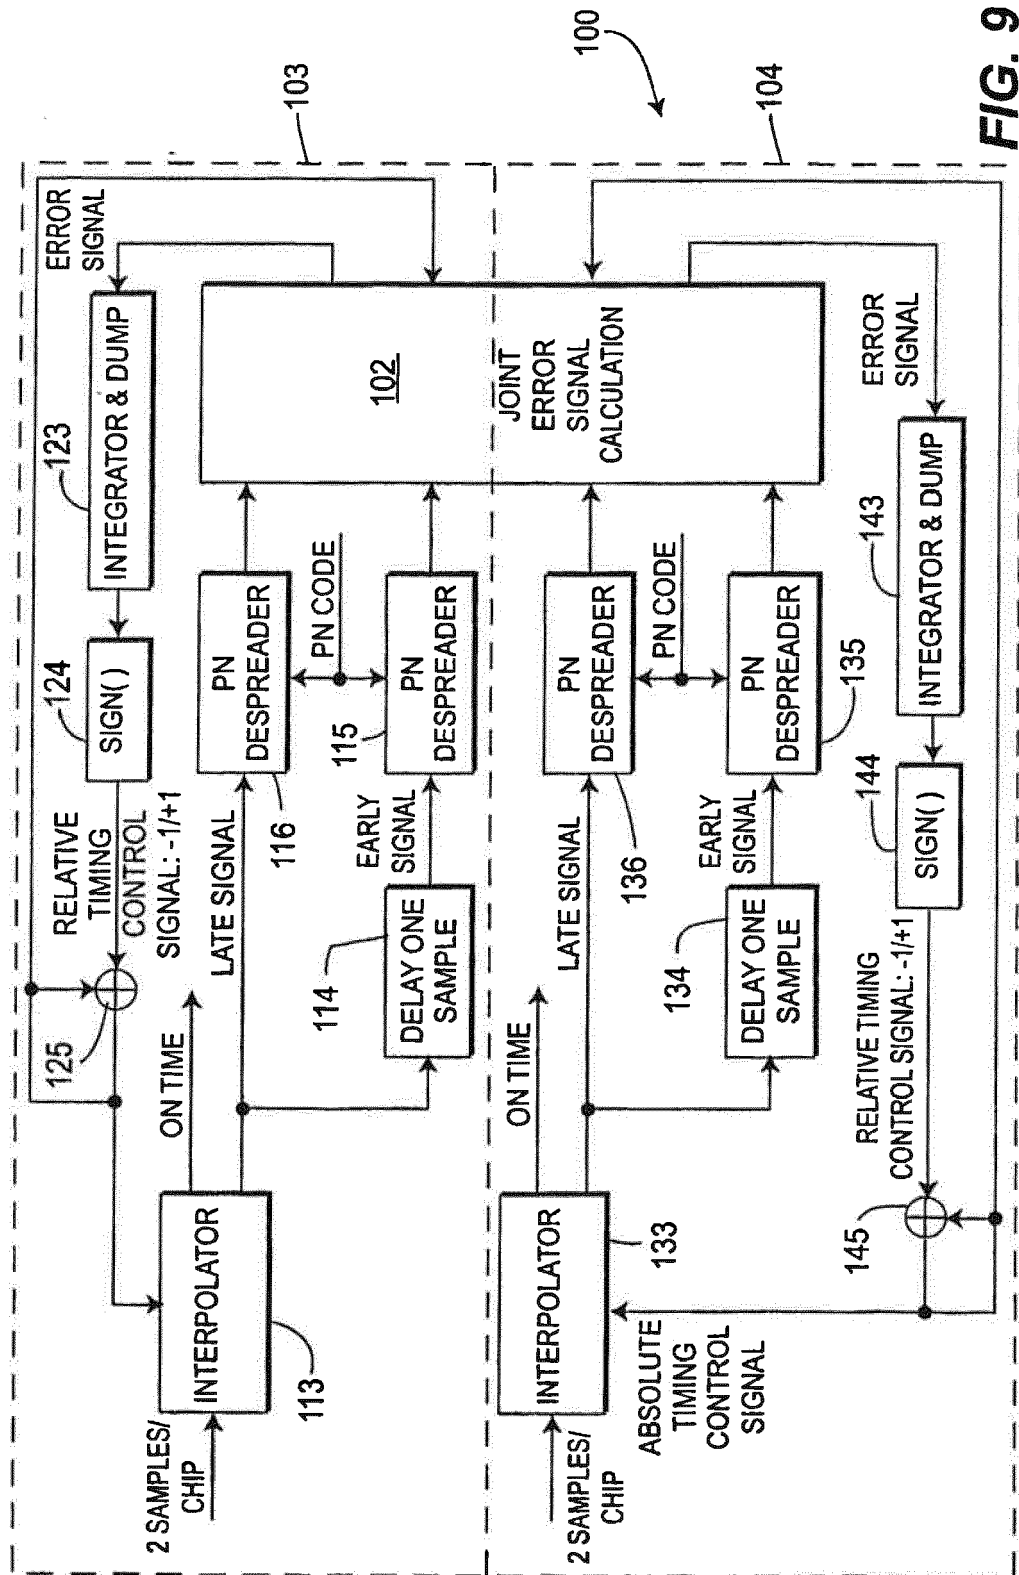 103
ERROR
SIGNAL
123
INTEGRATOR & DUMP
124
SIGN( )
RELATIVE
TIMING
CONTROL
SIGNAL: -1/+1
125
ON TIME
LATE SIGNAL
116
PN
DESPREADER
PN CODE
115
PN
DESPREADER
EARLY
SIGNAL
114
DELAY ONE
SAMPLE
INTERPOLATOR
113
2 SAMPLES/
CHIP
102
JOINT
ERROR
SIGNAL
CALCULATION
100
104
ON TIME
LATE SIGNAL
136
PN
DESPREADER
PN CODE
PN
DESPREADER
135
EARLY
SIGNAL
134
DELAY ONE
SAMPLE
INTERPOLATOR
133
2 SAMPLES/
CHIP
ABSOLUTE
TIMING
CONTROL
SIGNAL
ERROR
SIGNAL
143
INTEGRATOR & DUMP
144
SIGN( )
RELATIVE TIMING
CONTROL SIGNAL: -1/+1
145
FIG. 9